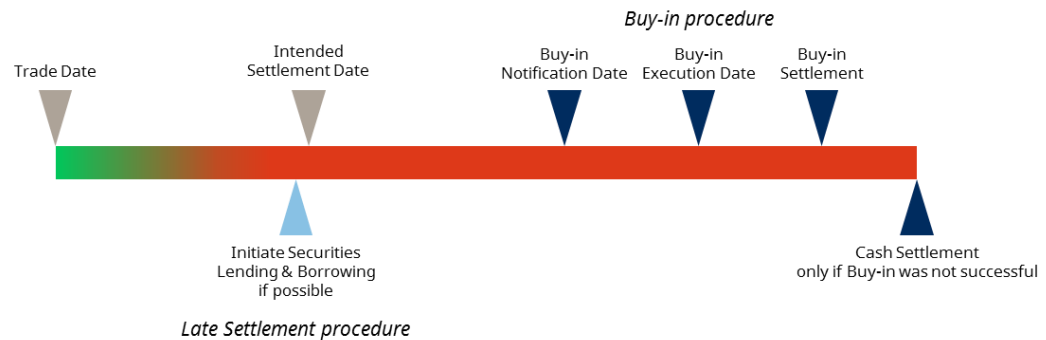 Buy-in procedure
Trade Date
Intended
Settlement Date
Buy-in
Notification Date
Buy-in
Execution Date
Buy-in
Settlement
Initiate Securities
Lending & Borrowing
if possible
Cash Settlement
only if Buy-in was not successful
Late Settlement procedure